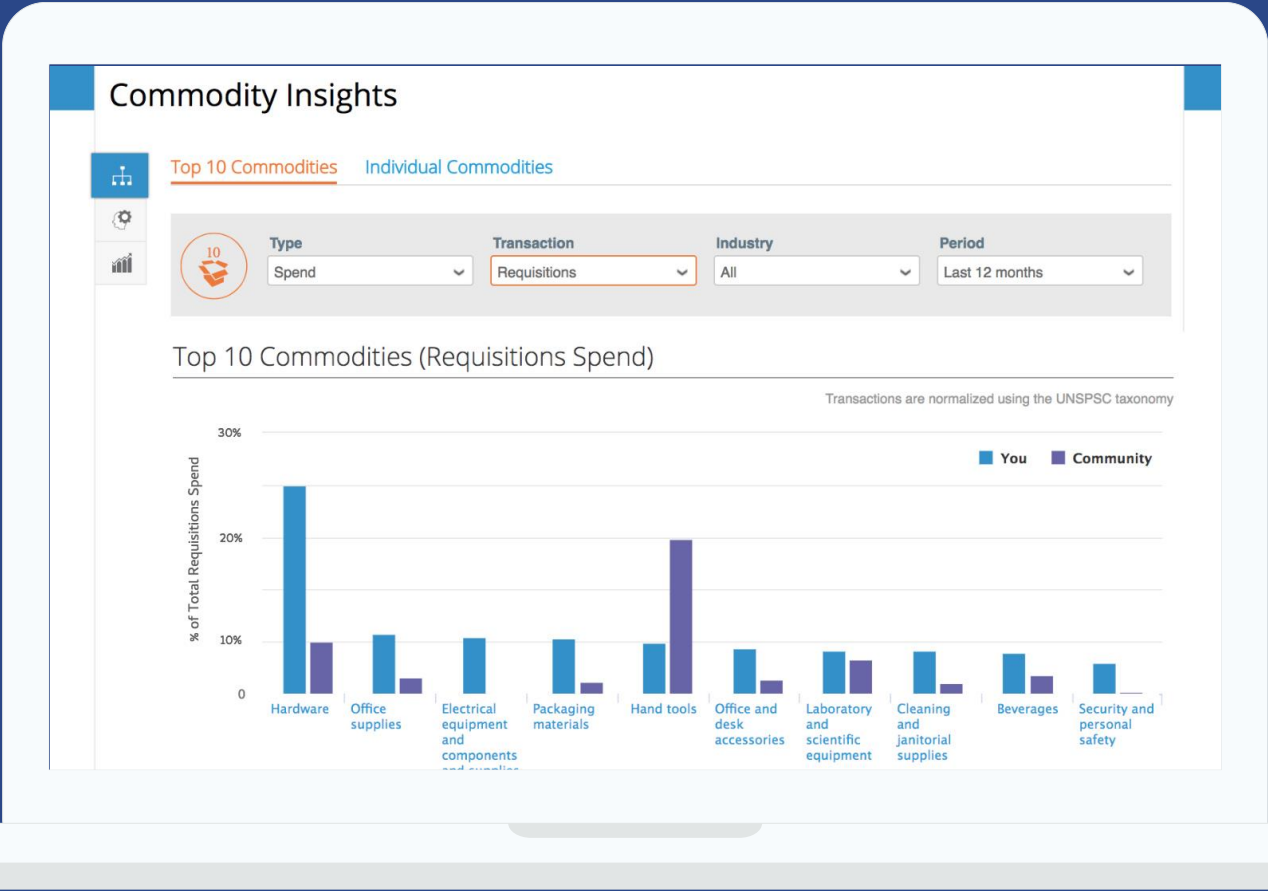 Commodity Insights
Top 10 Commodities Individual Commodities
Type Transaction Industry Period
10
Spend Requisitions All Last 12 months
Top 10 Commodities (Requisitions Spend)
Transactions are normalized using the UNSPSC taxonomy
You Community
% of Total Requisitions Spend
30%
20%
10%
0
Hardware
Office
supplies
Electrical
equipment
and
components
and supplies
Packaging
materials
Hand tools
Office and
desk
accessories
Laboratory
and
scientific
equipment
Cleaning
and
janitorial
supplies
Beverages
Security and
personal
safety